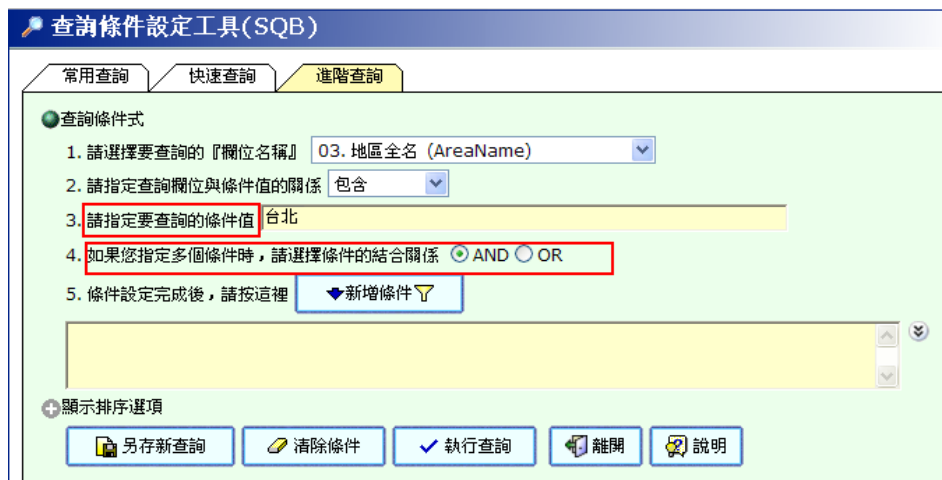 查詢條件設定工具(SQB)
常用查詢 快速查詢 進階查詢
查詢條件式
1. 請選擇要查詢的『欄位名稱』 03. 地區全名 (AreaName)
2. 請指定查詢欄位與條件值的關係 包含
3. 請指定要查詢的條件值 台北
4. 如果您指定多個條件時，請選擇條件的結合關係 AND OR
5. 條件設定完成後，請按這裡 新增條件
顯示排序選項
另存新查詢 清除條件 執行查詢 離開 說明